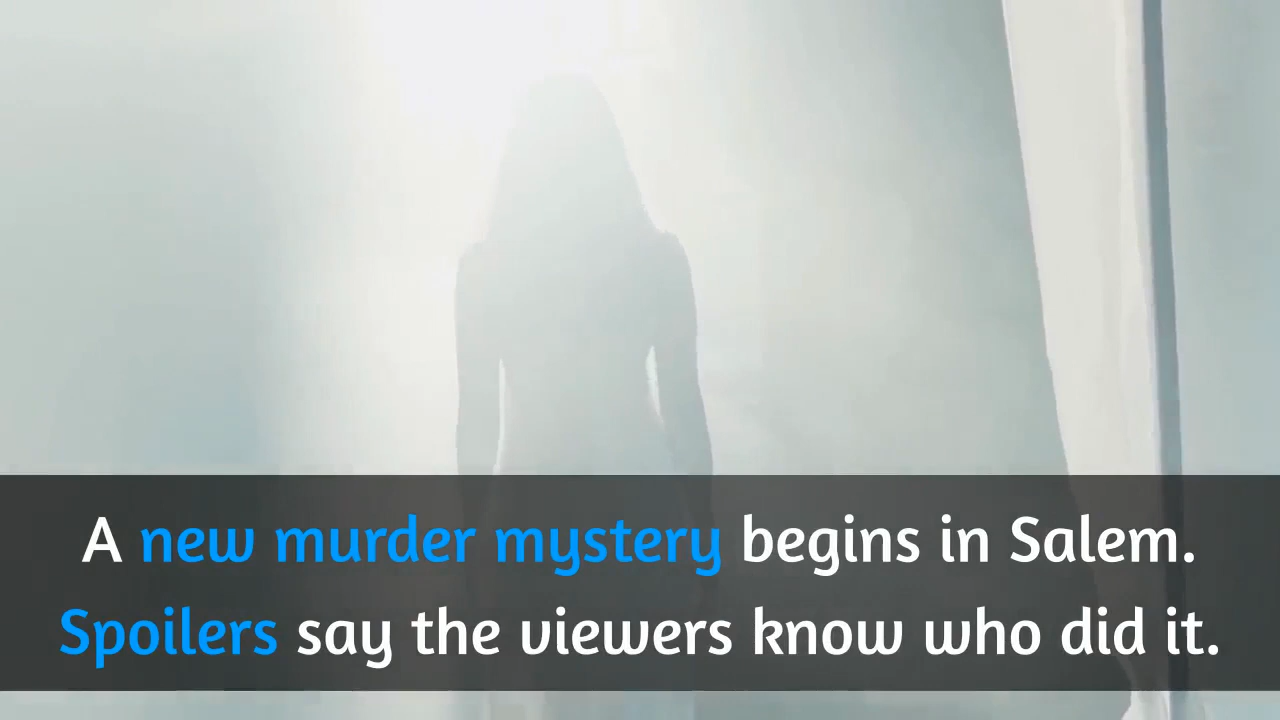 A new murder mystery begins in Salem.
Spoilers say the viewers know who did it.